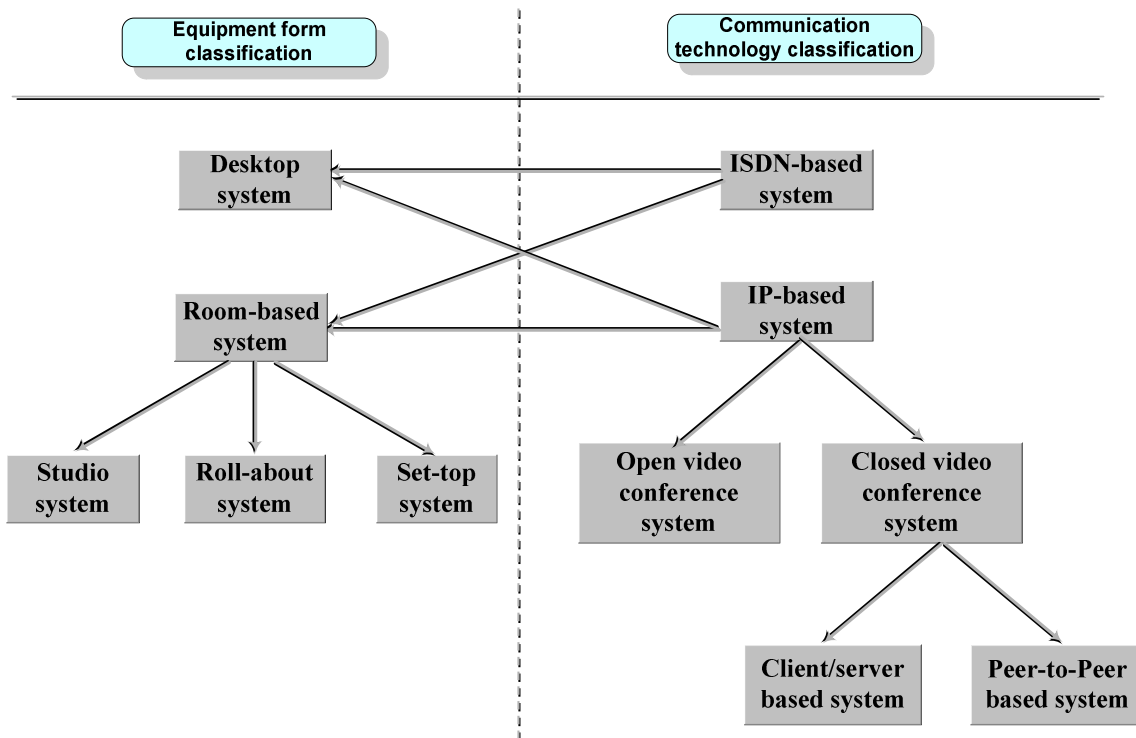 Equipment form
classification
Communication
technology classification
Desktop
system
ISDN-based
system
Room-based
system
IP-based
system
Studio
system
Roll-about
system
Set-top
system
Open video
conference
system
Closed video
conference
system
Client/server
based system
Peer-to-Peer
based system